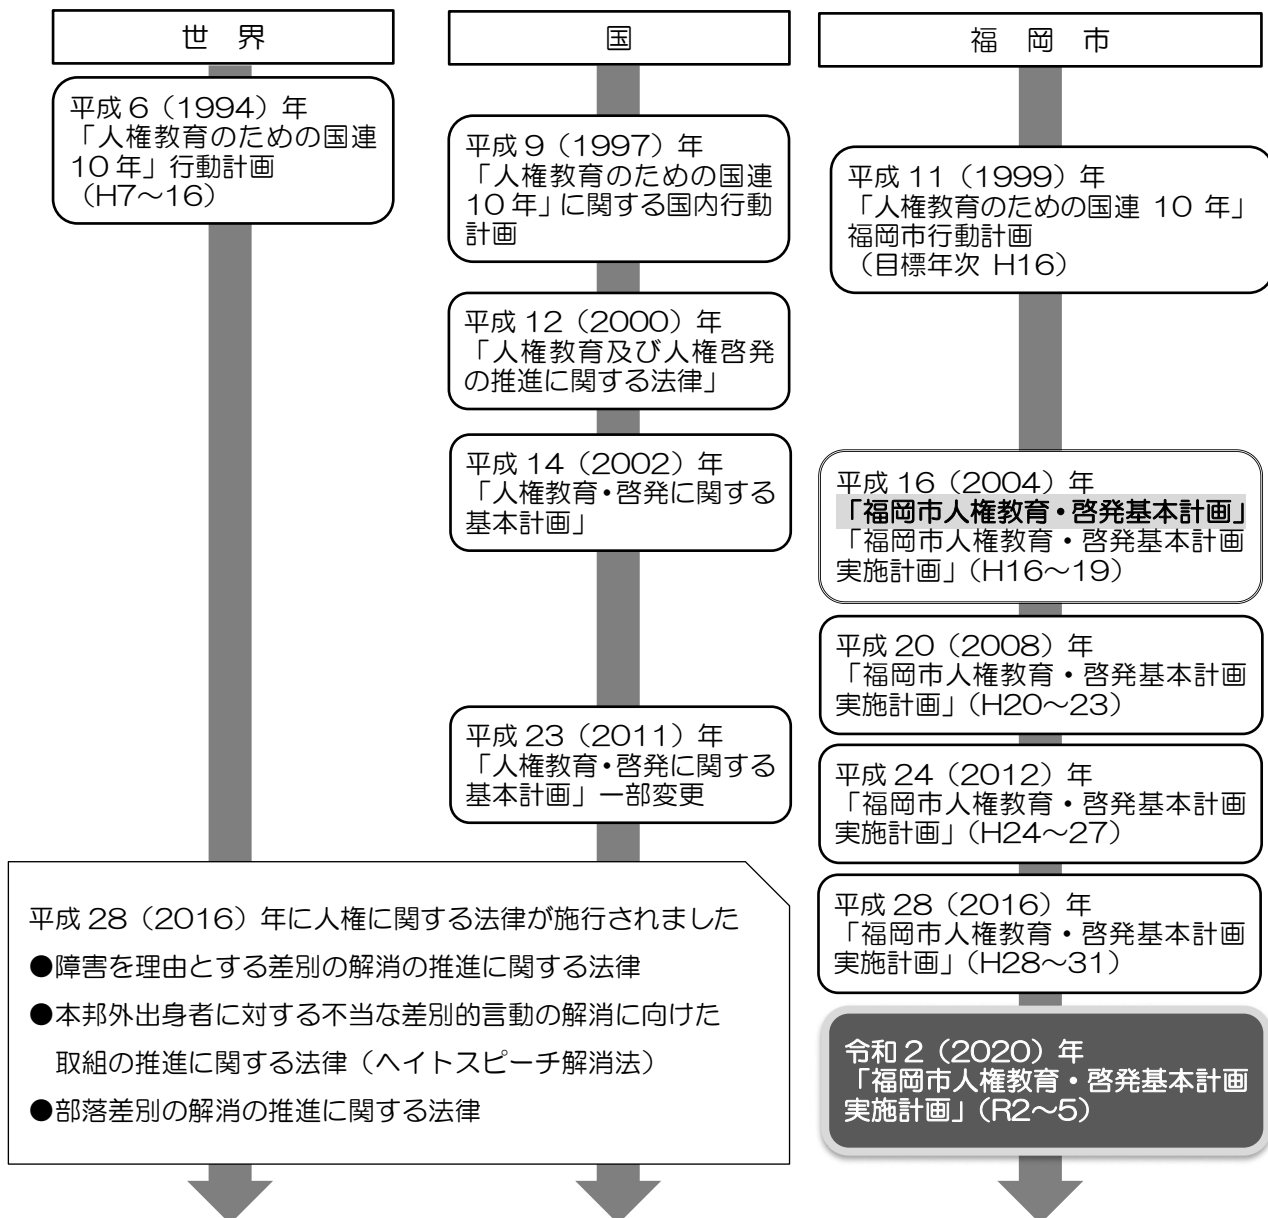 世　界
平成 6（1994）年
「人権教育のための国連
10 年」行動計画
（H7～16）
国
平成 9（1997）年
「人権教育のための国連
10 年」に関する国内行動
計画
平成 12（2000）年
「人権教育及び人権啓発
の推進に関する法律」
平成 14（2002）年
「人権教育・啓発に関する
基本計画」
平成 23（2011）年
「人権教育・啓発に関する
基本計画」一部変更
平成 28（2016）年に人権に関する法律が施行されました
●障害を理由とする差別の解消の推進に関する法律
●本邦外出身者に対する不当な差別的言動の解消に向けた
取組の推進に関する法律（ヘイトスピーチ解消法）
●部落差別の解消の推進に関する法律
福　岡　市
平成 11（1999）年
「人権教育のための国連 10 年」
福岡市行動計画
（目標年次 H16）
平成 16（2004）年
「福岡市人権教育・啓発基本計画」
「福岡市人権教育・啓発基本計画
実施計画」（H16～19）
平成 20（2008）年
「福岡市人権教育・啓発基本計画
実施計画」（H20～23）
平成 24（2012）年
「福岡市人権教育・啓発基本計画
実施計画」（H24～27）
平成 28（2016）年
「福岡市人権教育・啓発基本計画
実施計画」（H28～31）
令和 2（2020）年
「福岡市人権教育・啓発基本計画
実施計画」（R2～5）